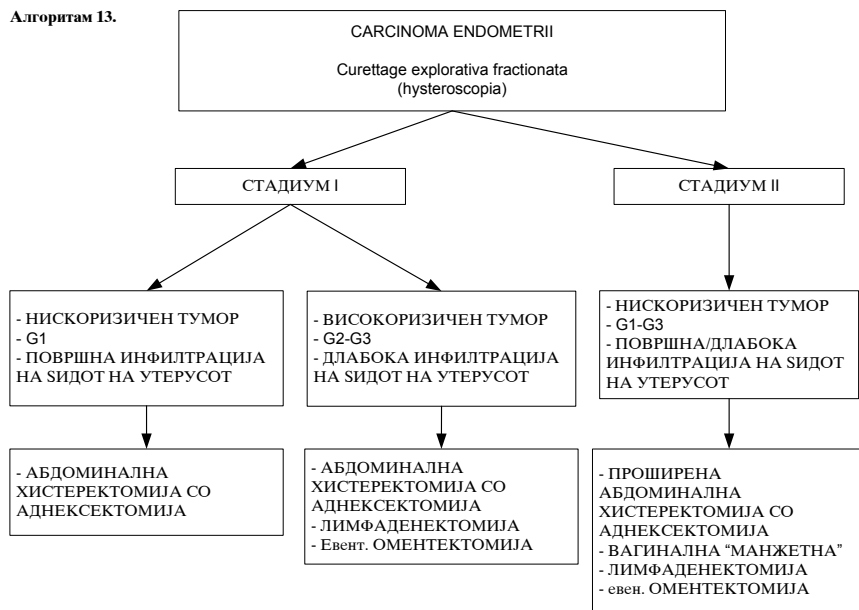 Алгоритам 13.
CARCINOMA ENDOMETRII
Curettage explorativa fractionata
(hysteroscopia)
СТАДИУМ I
СТАДИУМ II
- НИСКОРИЗИЧЕН ТУМОР
- G1
- ПОВРШНА ИНФИЛТРАЦИЈА
НА ЅИДОТ НА УТЕРУСОТ
- ВИСОКОРИЗИЧЕН ТУМОР
- G2-G3
- ДЛАБОКА ИНФИЛТРАЦИЈА
НА ЅИДОТ НА УТЕРУСОТ
- НИСКОРИЗИЧЕН ТУМОР
- G1-G3
- ПОВРШНА/ДЛАБОКА
ИНФИЛТРАЦИЈА НА ЅИДОТ
НА УТЕРУСОТ
- АБДОМИНАЛНА
ХИСТЕРЕКТОМИЈА СО
АДНЕКСЕКТОМИЈА
- АБДОМИНАЛНА
ХИСТЕРЕКТОМИЈА СО
АДНЕКСЕКТОМИЈА
- ЛИМФАДЕНЕКТОМИЈА
- Евент. ОМЕНТЕКТОМИЈА
- ПРОШИРЕНА
АБДОМИНАЛНА
ХИСТЕРЕКТОМИЈА СО
АДНЕКСЕКТОМИЈА
- ВАГИНАЛНА “МАНЖЕТНА”
- ЛИМФАДЕНЕКТОМИЈА
- евен. ОМЕНТЕКТОМИЈА